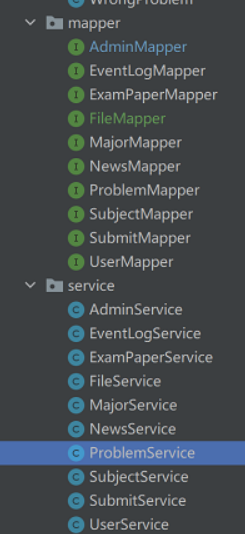 WrongProblem
mapper
AdminMapper
EventLogMapper
ExamPaperMapper
FileMapper
MajorMapper
NewsMapper
ProblemMapper
SubjectMapper
SubmitMapper
UserMapper
service
AdminService
EventLogService
ExamPaperService
FileService
MajorService
NewsService
ProblemService
SubjectService
SubmitService
UserService